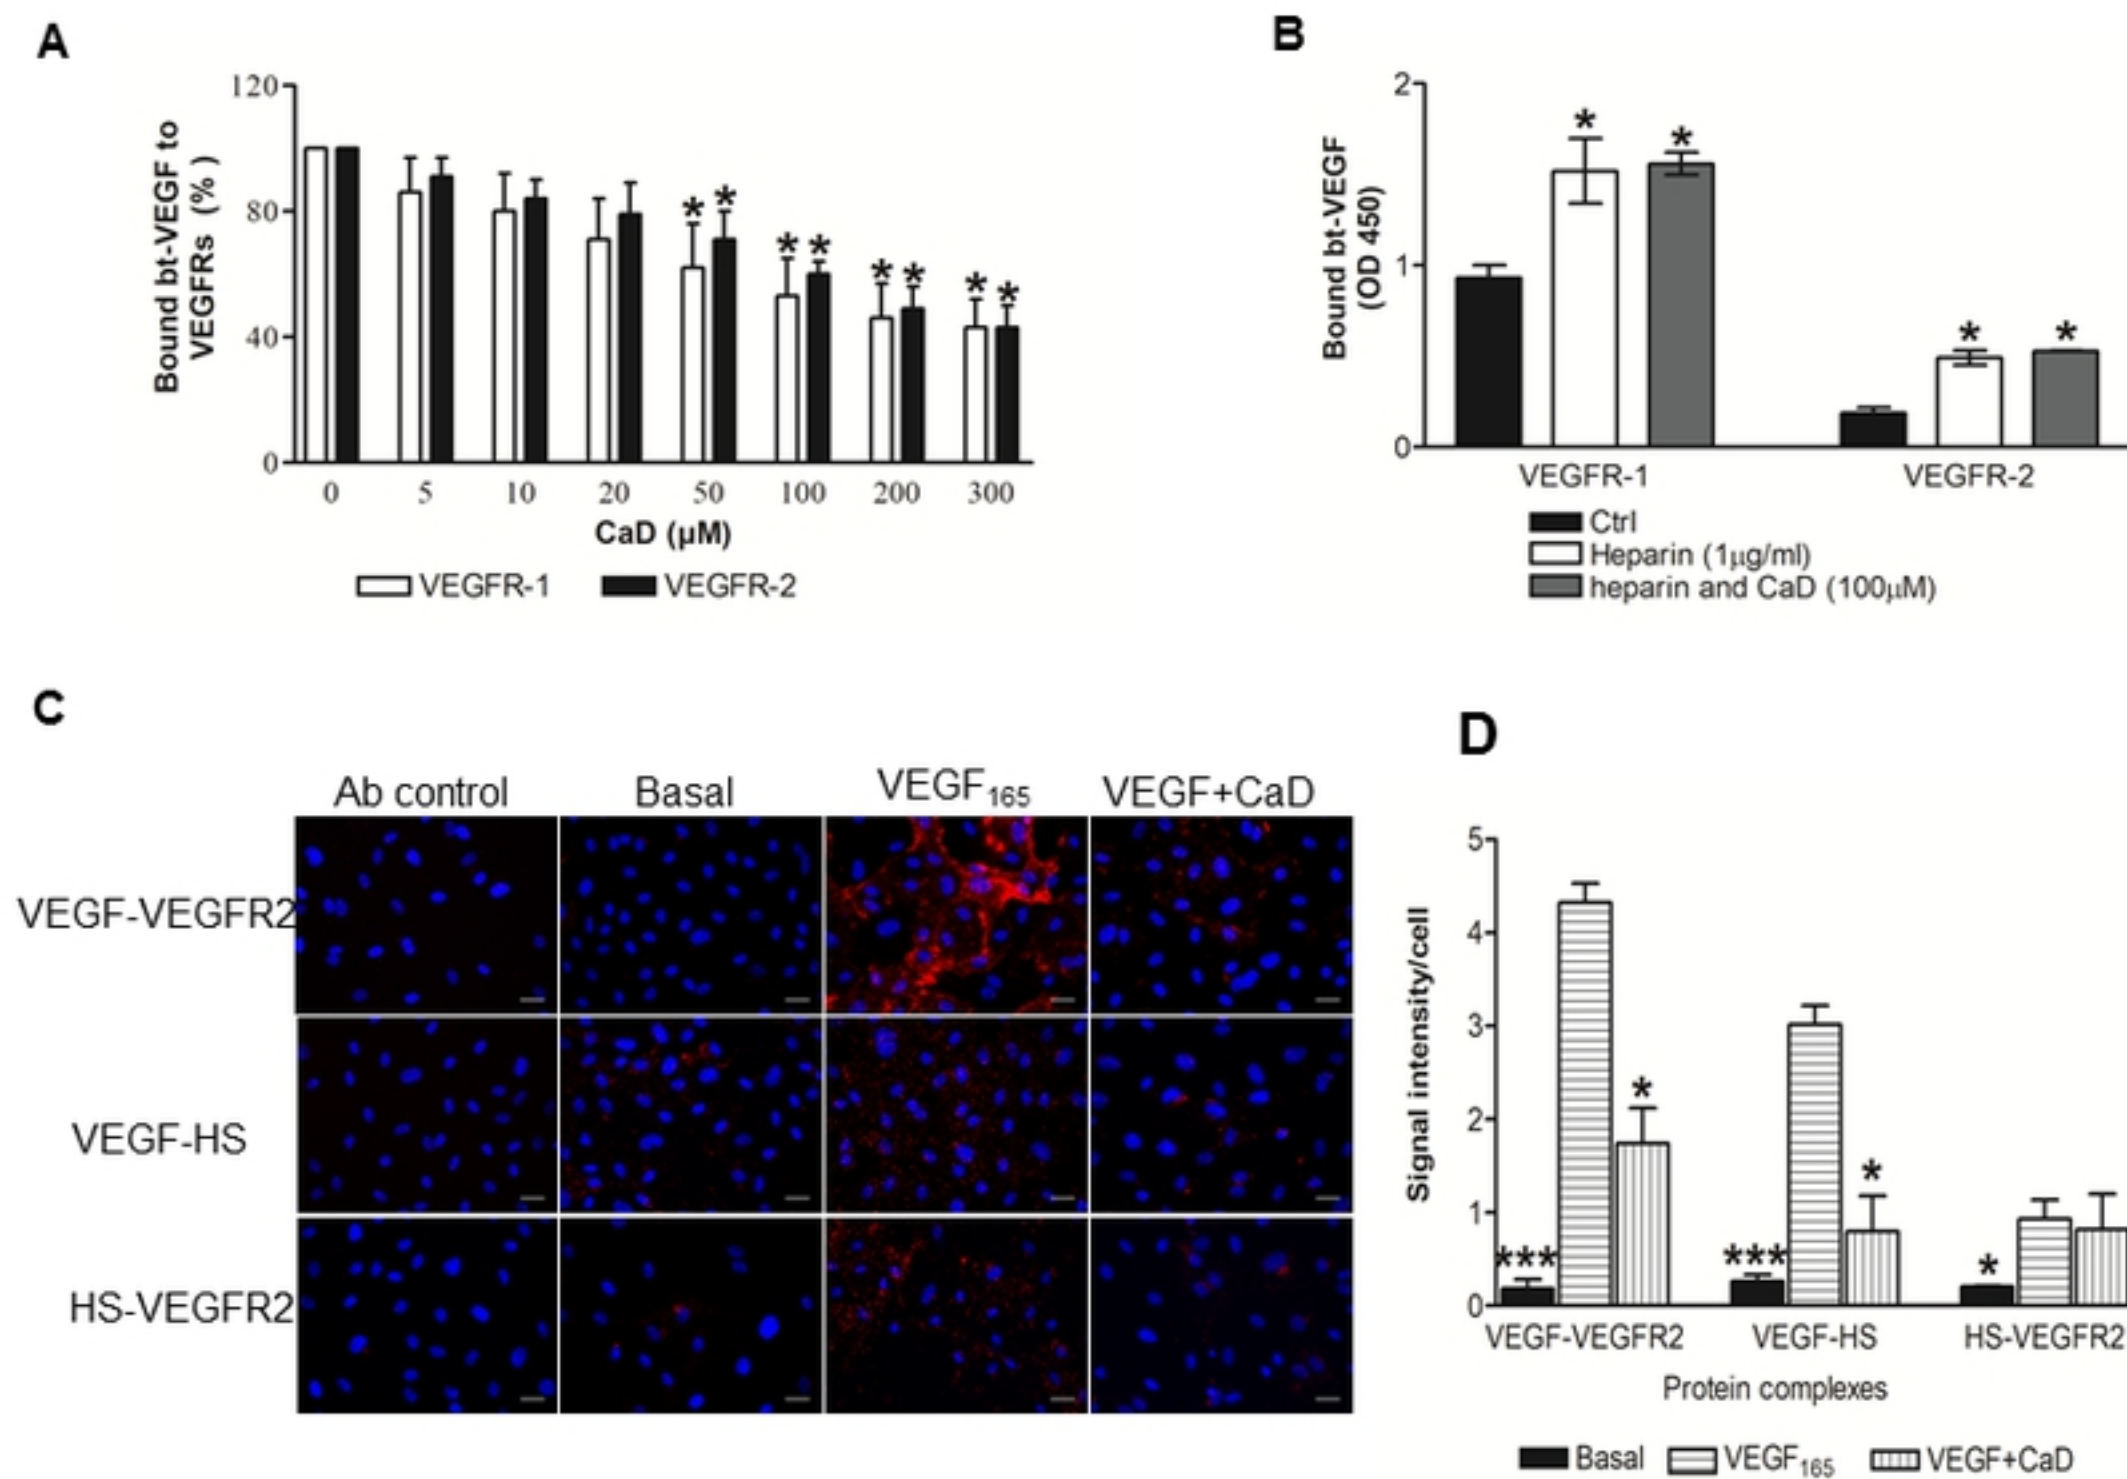 A
120
80
40
0
Bound bt-VEGF to
VEGFRs (%)
* * * * * * * *
0 5 10 20 50 100 200 300
CaD (µM)
VEGFR-1 VEGFR-2
B
2
1
0
Bound bt-VEGF
(OD 450)
* * * *
VEGFR-1 VEGFR-2
Ctrl
Heparin (1µg/ml)
heparin and CaD (100µM)
C
Ab control Basal VEGF165 VEGF+CaD
VEGF-VEGFR2
VEGF-HS
HS-VEGFR2
D
5
4
3
2
1
0
Signal intensity/cell
*** * *** * *
VEGF-VEGFR2 VEGF-HS HS-VEGFR2
Protein complexes
Basal VEGF165 VEGF+CaD